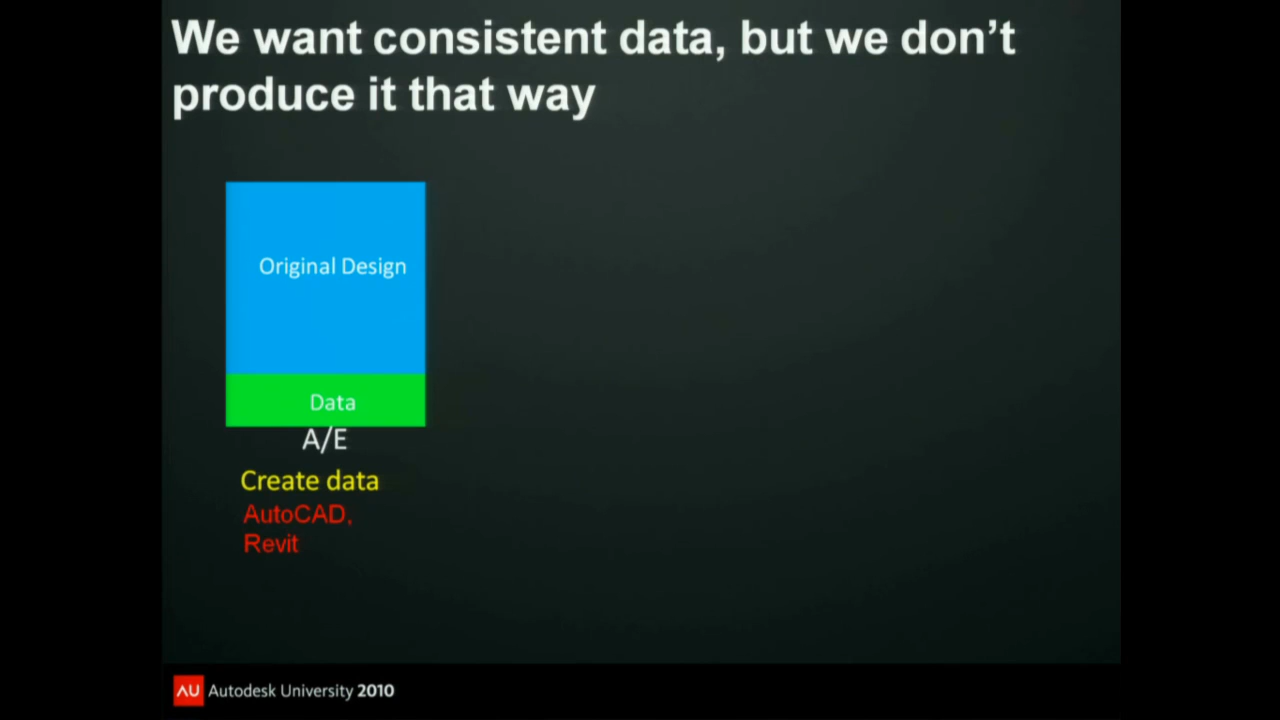 We want consistent data, but we don’t
produce it that way
Original Design
Data
A/E
Create data
AutoCAD,
Revit
AU Autodesk University 2010